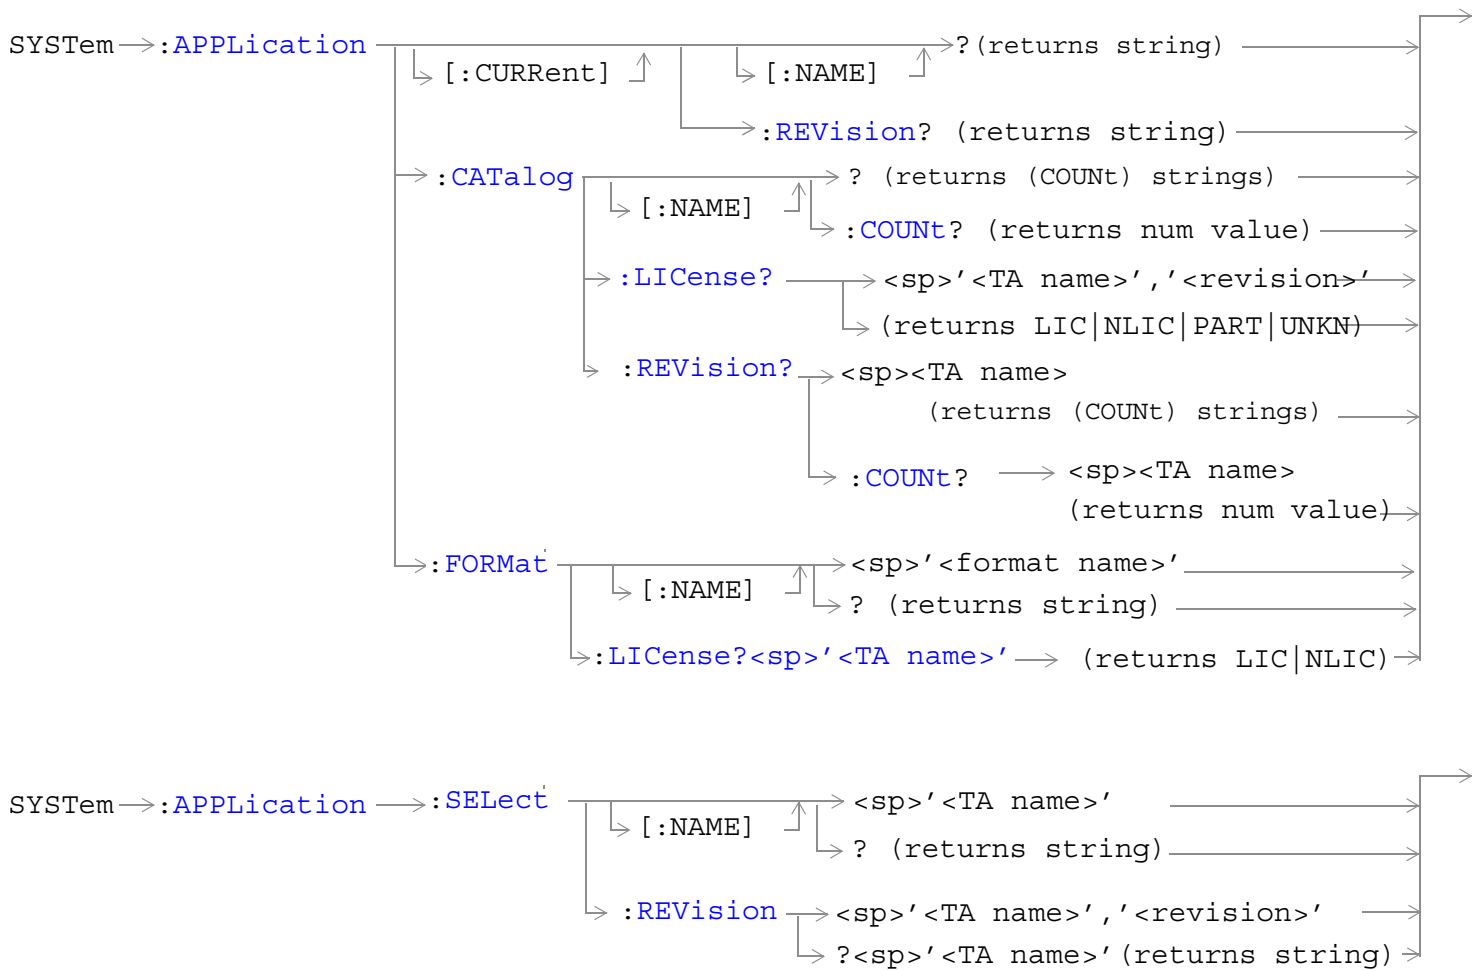 SYSTem :APPLication ?(returns string)
[:CURRent] [:NAME]
:REVision? (returns string)
:CATalog ? (returns (COUNt) strings)
[:NAME]
:COUNt? (returns num value)
:LICense? <sp>’<TA name>’,’<revision>’
(returns LIC|NLIC|PART|UNKN)
:REVision? <sp><TA name>
(returns (COUNt) strings)
:COUNt? <sp><TA name>
(returns num value)
:FORMat <sp>’<format name>’
[:NAME] ? (returns string)
:LICense?<sp>’<TA name>’ (returns LIC|NLIC)
SYSTem :APPLication :SELect <sp>’<TA name>’
[:NAME]
? (returns string)
:REVision <sp>’<TA name>’,’<revision>’
?<sp>’<TA name>’(returns string)